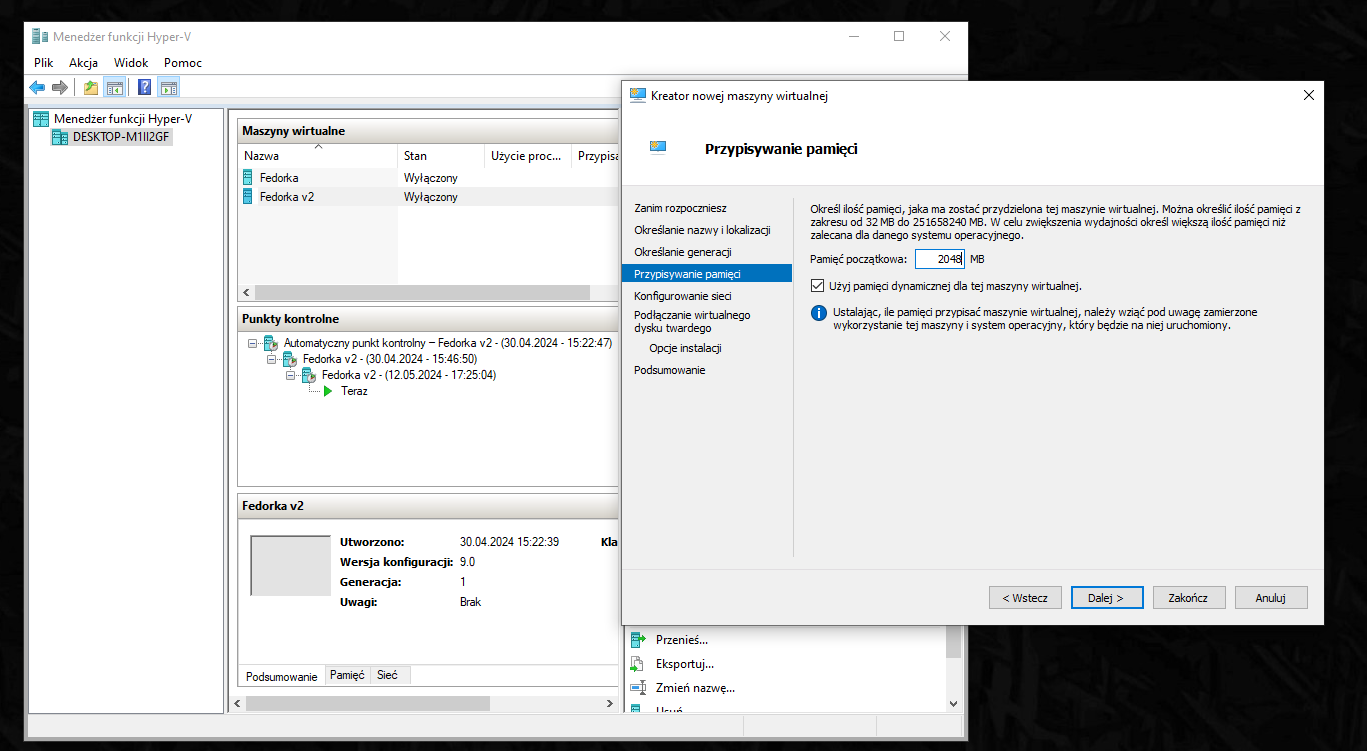 Menedżer funkcji Hyper-V
Plik Akcja Widok Pomoc
Menedżer funkcji Hyper-V
DESKTOP-M1II2GF
Maszyny wirtualne
Nazwa Stan Użycie proc...
Fedorka Wyłączony
Fedorka v2 Wyłączony
Punkty kontrolne
Automatyczny punkt kontrolny – Fedorka v2 - (30.04.2024 - 15:22:47)
Fedorka v2 - (30.04.2024 - 15:46:50)
Fedorka v2 - (12.05.2024 - 17:25:04)
Teraz
Fedorka v2
Utworzono: 30.04.2024 15:22:39
Wersja konfiguracji: 9.0
Generacja: 1
Uwagi: Brak
Podsumowanie Pamięć Sieć
Kreator nowej maszyny wirtualnej
Przypisywanie pamięci
Zanim rozpoczniesz
Określanie nazwy i lokalizacji
Określanie generacji
Przypisywanie pamięci
Konfigurowanie sieci
Podłączanie wirtualnego
dysku twardego
Opcje instalacji
Podsumowanie
Określ ilość pamięci, jaka ma zostać przydzielona tej maszynie wirtualnej. Można określić ilość pamięci z
zakresu od 32 MB do 251658240 MB. W celu zwiększenia wydajności określ większą ilość pamięci niż
zalecana dla danego systemu operacyjnego.
Pamięć początkowa: 2048 MB
Użyj pamięci dynamicznej dla tej maszyny wirtualnej.
Ustalając, ile pamięci przypisać maszynie wirtualnej, należy wziąć pod uwagę zamierzone
wykorzystanie tej maszyny i system operacyjny, który będzie na niej uruchomiony.
< Wstecz Dalej > Zakończ Anuluj
Przenieś...
Eksportuj...
Zmień nazwę...